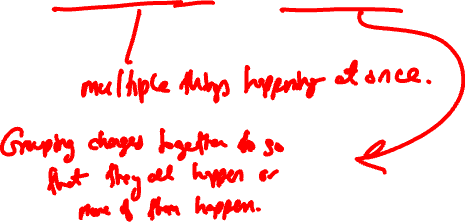 multiple things happening at once.
Grouping changes together to so
that they all happen or
none of them happen.